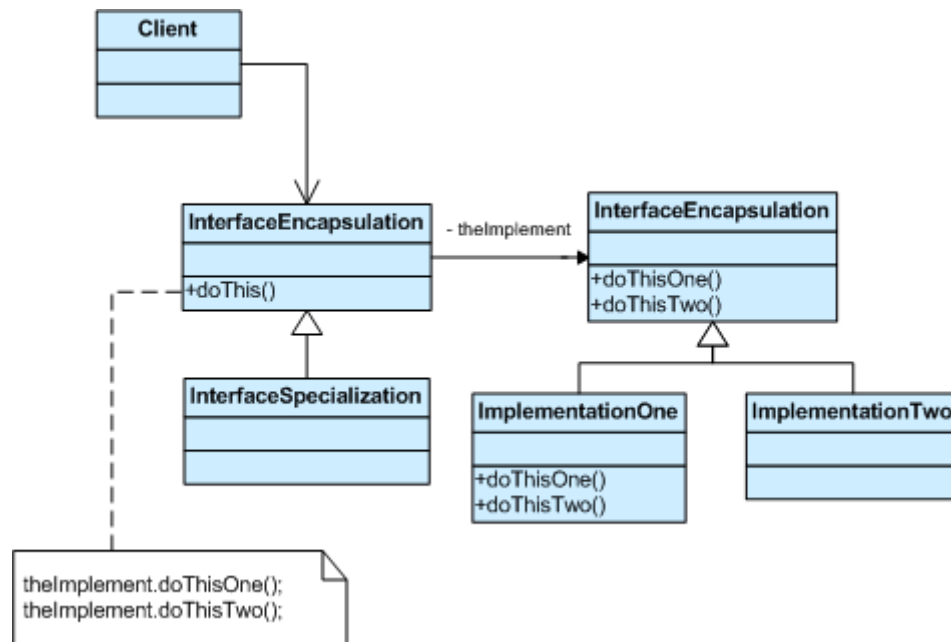 Client
InterfaceEncapsulation
+doThis()
- theImplement
InterfaceEncapsulation
+doThisOne()
+doThisTwo()
InterfaceSpecialization
ImplementationOne
+doThisOne()
+doThisTwo()
ImplementationTwo
theImplement.doThisOne();
theImplement.doThisTwo();